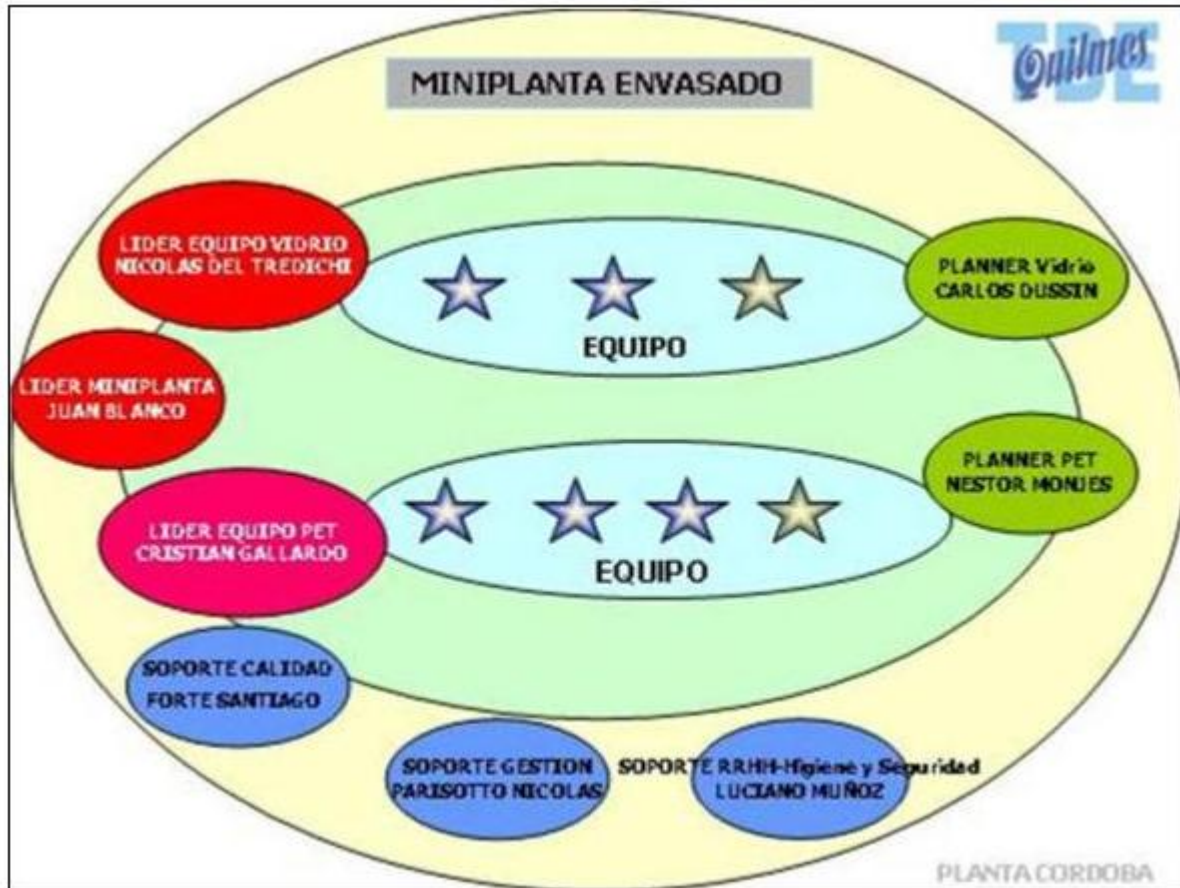 TDE
Quilmes
MINIPLANTA ENVASADO
LIDER EQUIPO VIDRIO
NICOLAS DEL TREDICHI
PLANNER Vidrio
CARLOS DUSSIN
EQUIPO
LIDER MINIPLANTA
JUAN BLANCO
PLANNER PET
NESTOR MONJES
LIDER EQUIPO PET
CRISTIAN GALLARDO
EQUIPO
SOPORTE CALIDAD
FORTE SANTIAGO
SOPORTE GESTION
PARISOTTO NICOLAS
SOPORTE RRHH-Higiene y Seguridad
LUCIANO MUÑOZ
PLANTA CORDOBA